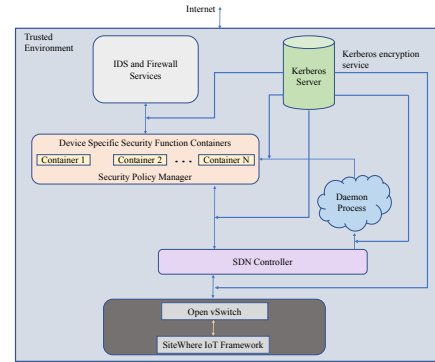 Internet
Trusted
Environment
IDS and Firewall
Services
Kerberos
Server
Kerberos encryption
service
Device Specific Security Function Containers
Container 1
Container 2
• • •
Container N
Security Policy Manager
Daemon
Process
SDN Controller
Open vSwitch
SiteWhere IoT Framework